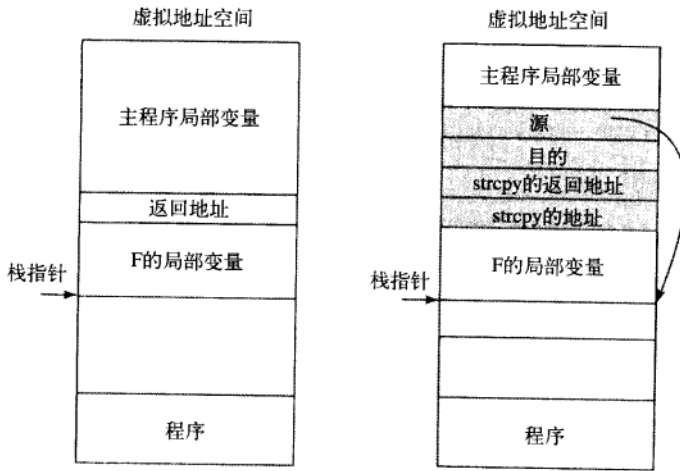 虚拟地址空间
主程序局部变量
返回地址
F的局部变量
栈指针
程序
虚拟地址空间
主程序局部变量
源
目的
strcpy的返回地址
strcpy的地址
F的局部变量
栈指针
程序